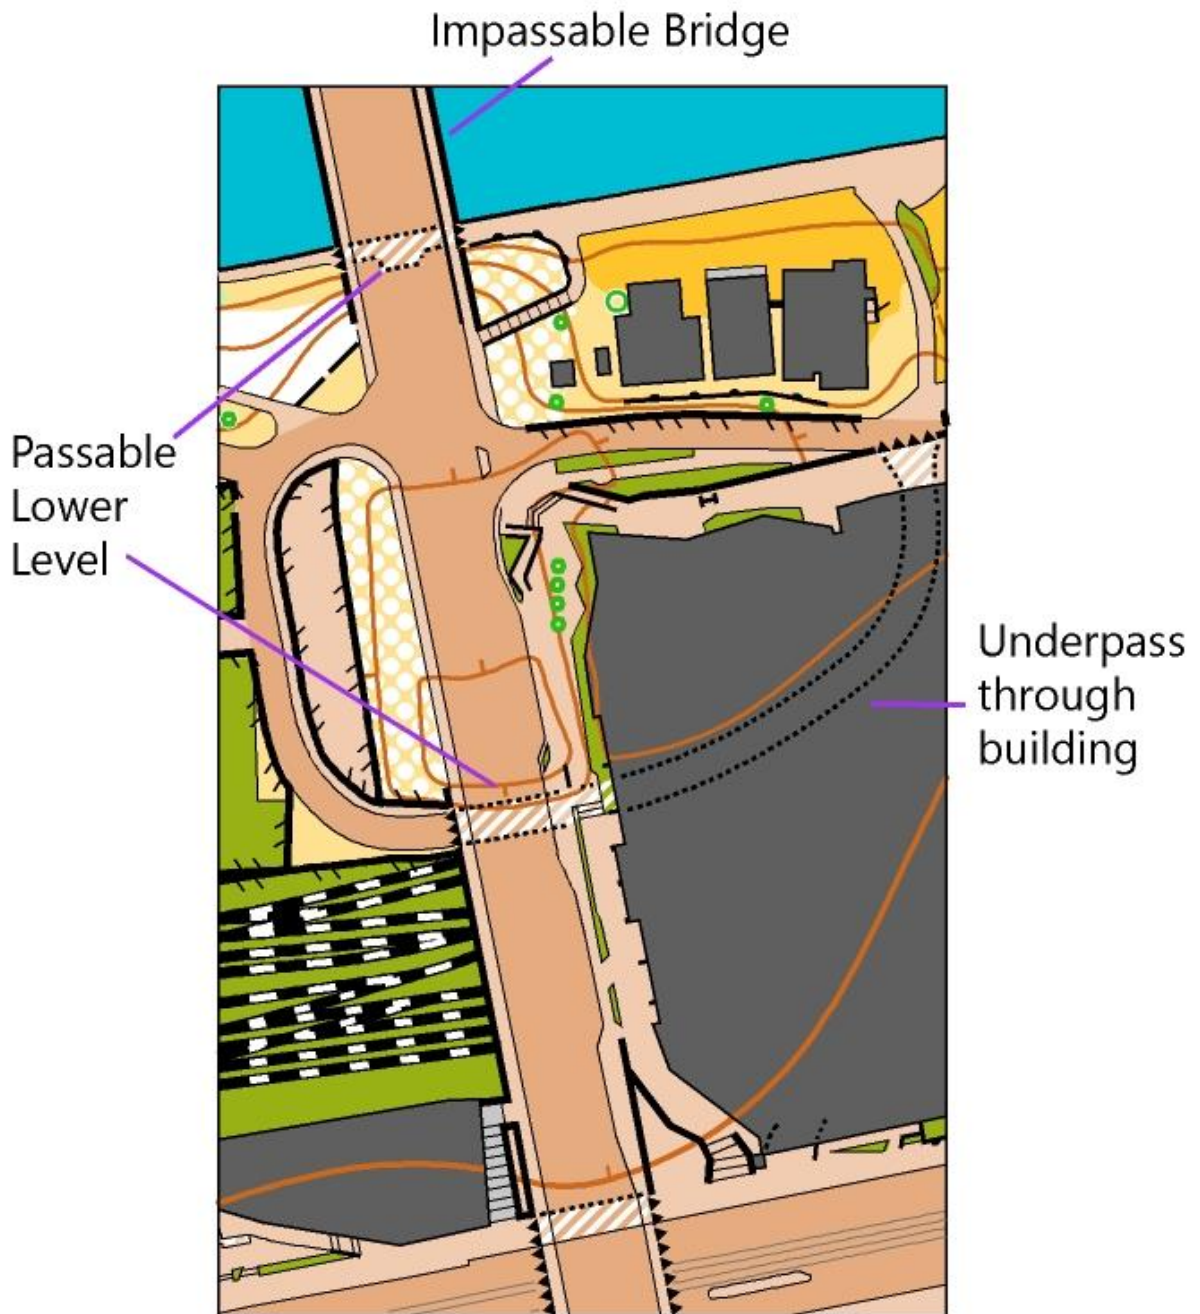 Impassable Bridge
Passable
Lower
Level
Underpass
through
building